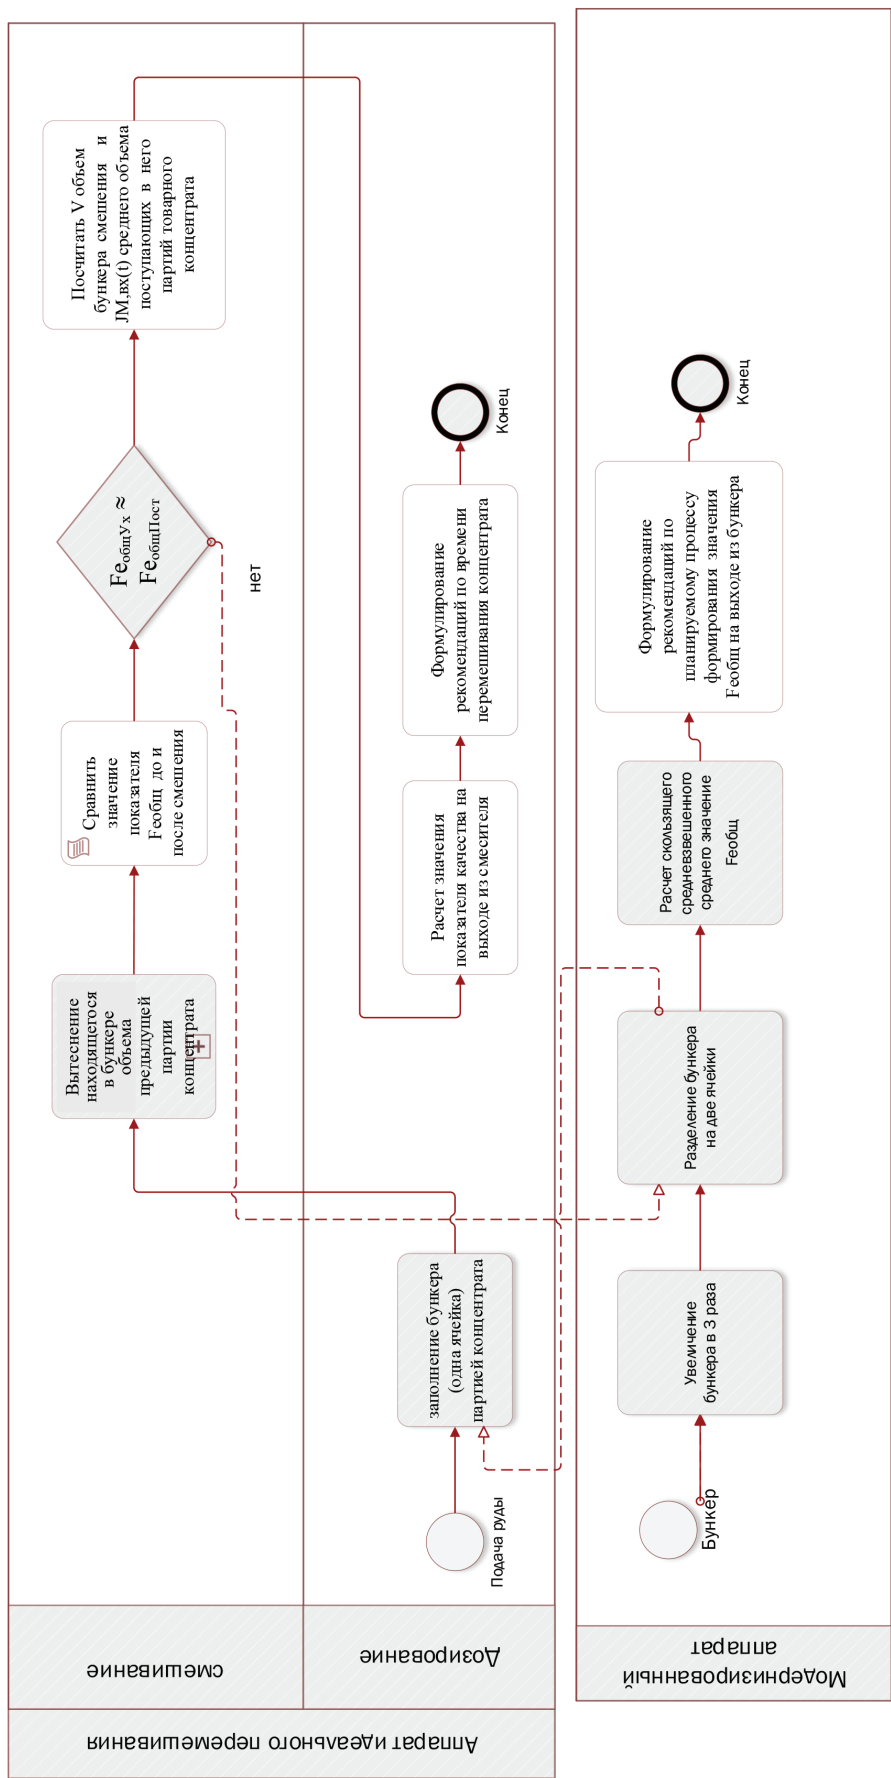 Аппарат идеального перемешивания
смешивание
Вытеснение
находящегося
в бункере
объема
предыдущей
партии
концентрата
Сравнить
значение
показателя
Feобщ до и
после смешения
FeобщУх ≈
FeобщПост
нет
Посчитать V объем
бункера смешения и
JM,вх(t) среднего объема
поступающих в него
партий товарного
концентрата
Дозирование
Подача руды
заполнение бункера
(одна ячейка)
партией концентрата
Расчет значения
показателя качества на
выходе из смесителя
Формулирование
рекомендаций по времени
перемешивания концентрата
Конец
Модернизированный
аппарат
Бункер
Увеличение
бункера в 3 раза
Разделение бункера
на две ячейки
Расчет скользящего
средневзвешенного
среднего значение
Feобщ
Формулирование
рекомендаций по
планируемому процессу
формирования значения
Feобщ на выходе из бункера
Конец